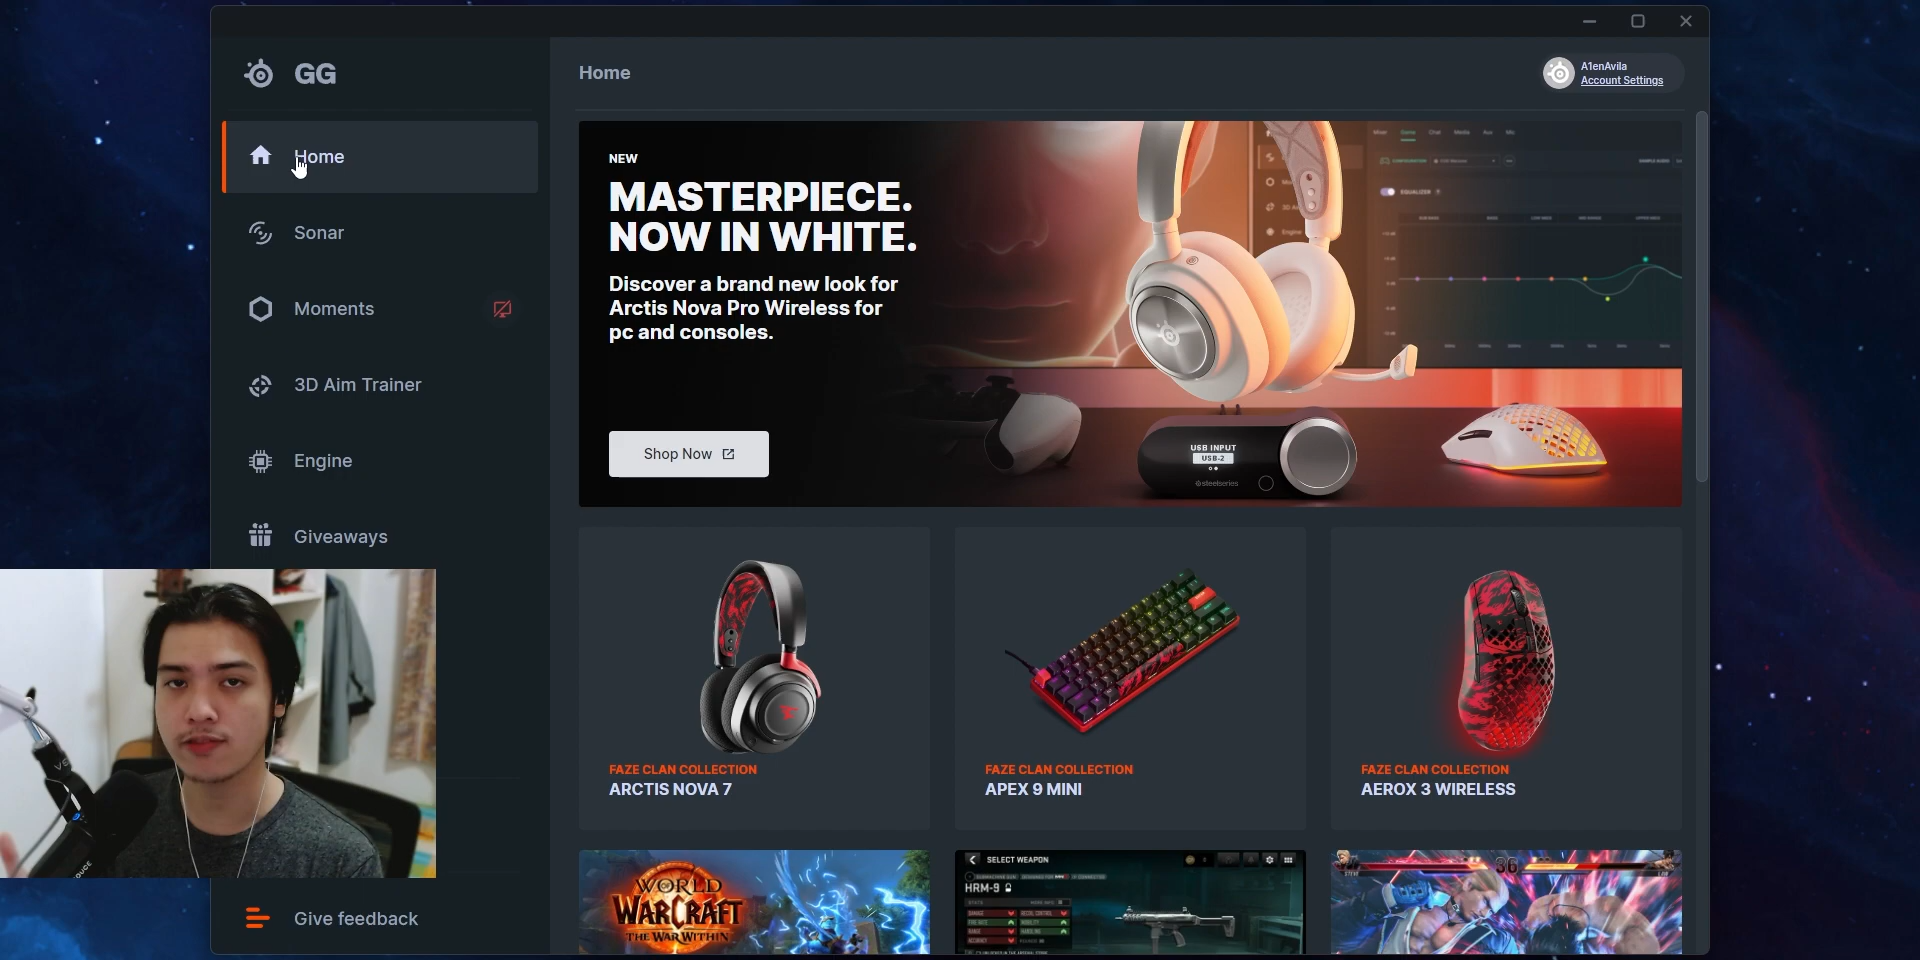 GG
Home
A1enAvila
Account Settings
Home
Sonar
Moments
3D Aim Trainer
Engine
Giveaways
Give feedback
NEW
MASTERPIECE.
NOW IN WHITE.
Discover a brand new look for
Arctis Nova Pro Wireless for
pc and consoles.
Shop Now
USB INPUT
USB-2
steelseries
EQUALIZER
FAZE CLAN COLLECTION
ARCTIS NOVA 7
FAZE CLAN COLLECTION
APEX 9 MINI
FAZE CLAN COLLECTION
AEROX 3 WIRELESS
WORLD
WARCRAFT
THE WAR WITHIN
SELECT WEAPON
HRM-9
36